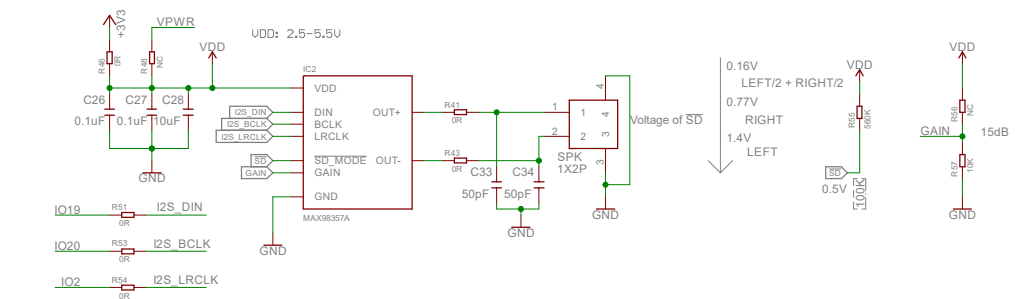 +3V3
VPWR
VDD: 2.5-5.5V
R46
0R
R48
NC
VDD
C26
0.1uF
C27
0.1uF
C28
10uF
GND
IC2
VDD
DIN
BCLK
LRCLK
SD_MODE
GAIN
GND
OUT+
OUT-
MAX98357A
I2S_DIN
I2S_BCLK
I2S_LRCLK
SD
GAIN
GND
R41
0R
R43
0R
C33
50pF
C34
50pF
GND
1
2
4
4
3
3
1
2
SPK
1X2P
GND
Voltage of SD
0.16V
LEFT/2 + RIGHT/2
0.77V
RIGHT
1.4V
LEFT
VDD
R55
560K
SD
0.5V
100K
VDD
R56
NC
GAIN
15dB
R57
10K
GND
IO19
R51
0R
I2S_DIN
IO20
R53
0R
I2S_BCLK
IO2
R54
0R
I2S_LRCLK